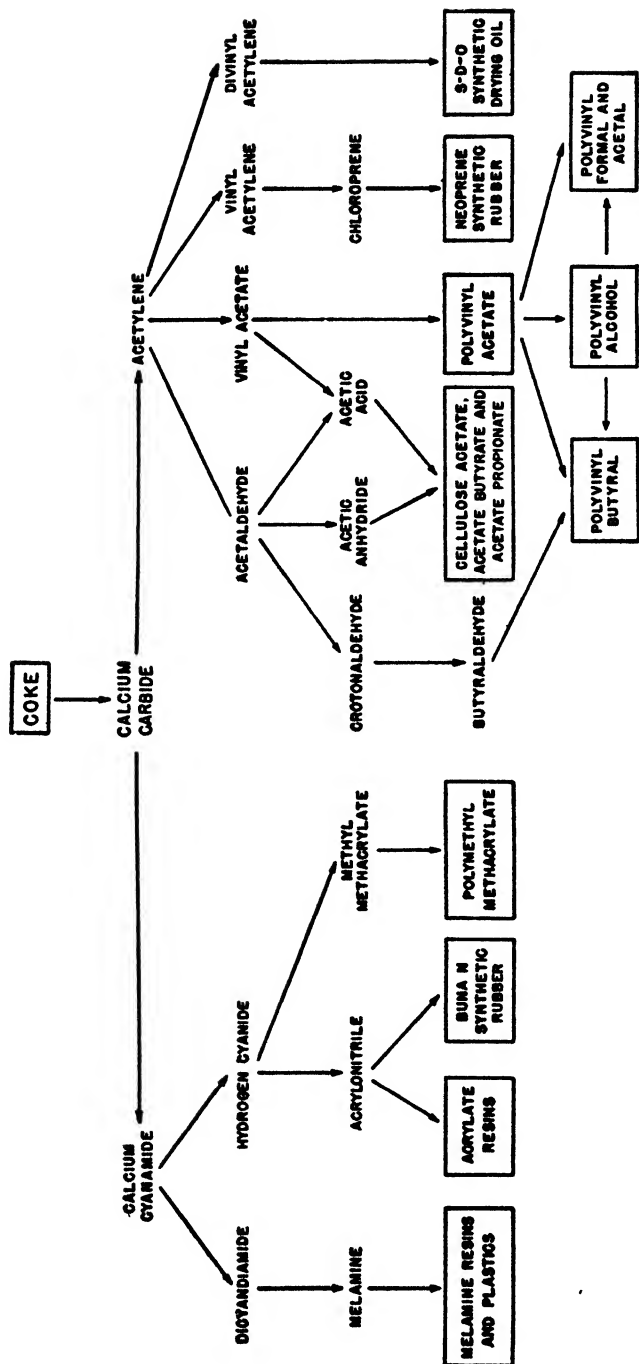 COKE
CALCIUM
CARBIDE
CALCIUM
CYANAMIDE
ACETYLENE
DICYANDIAMIDE
HYDROGEN CYANIDE
ACETALDEHYDE
VINYL ACETATE
VINYL
ACETYLENE
DIVINYL
ACETYLENE
MELAMINE
ACRYLONITRILE
METHYL
METHACRYLATE
CROTONALDEHYDE
ACETIC
ANHYDRIDE
ACETIC
ACID
CHLOROPRENE
MELAMINE RESINS
AND PLASTICS
ACRYLATE
RESINS
BUNA N
SYNTHETIC
RUBBER
POLYMETHYL
METHACRYLATE
BUTYRALDEHYDE
CELLULOSE ACETATE,
ACETATE BUTYRATE AND
ACETATE PROPIONATE
POLYVINYL
ACETATE
NEOPRENE
SYNTHETIC
RUBBER
S-D-O
SYNTHETIC
DRYING OIL
POLYVINYL
BUTYRAL
POLYVINYL
ALCOHOL
POLYVINYL
FORMAL AND
ACETAL